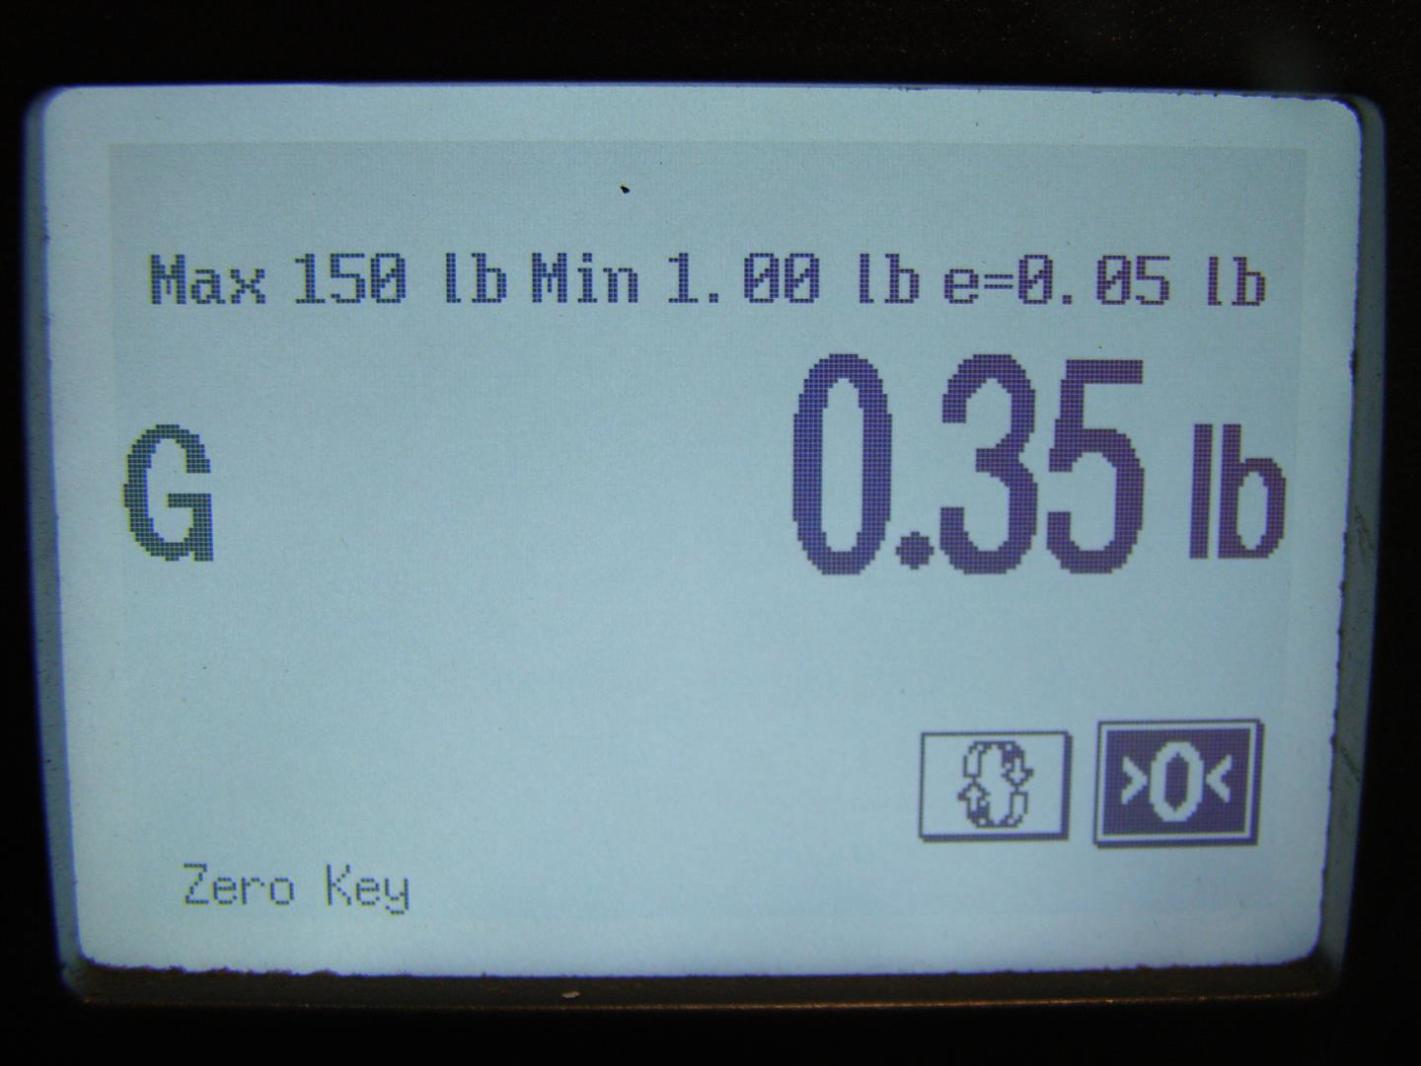 Max 150 lb Min 1.00 lb e=0.05 lb
G 0.35 lb
>0<
Zero Key